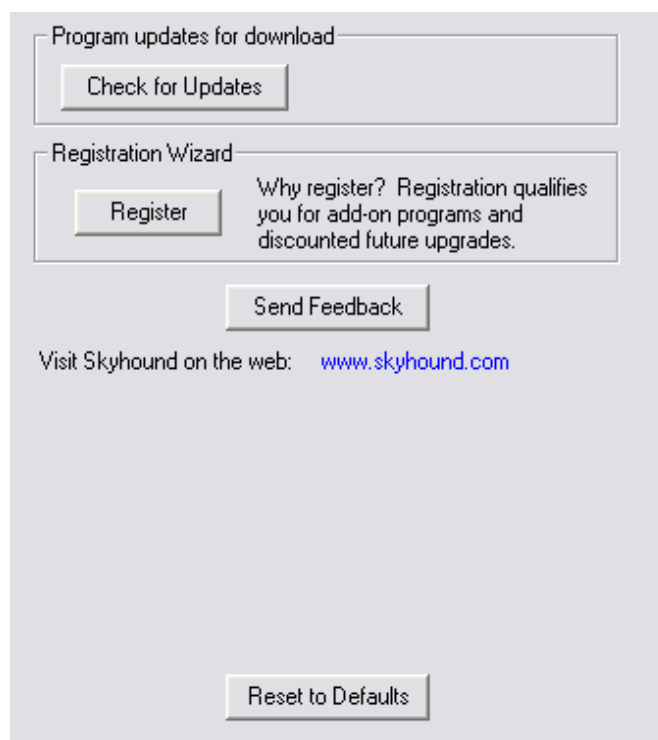 Program updates for download
Check for Updates
Registration Wizard
Register
Why register? Registration qualifies
you for add-on programs and
discounted future upgrades.
Send Feedback
Visit Skyhound on the web: www.skyhound.com
Reset to Defaults